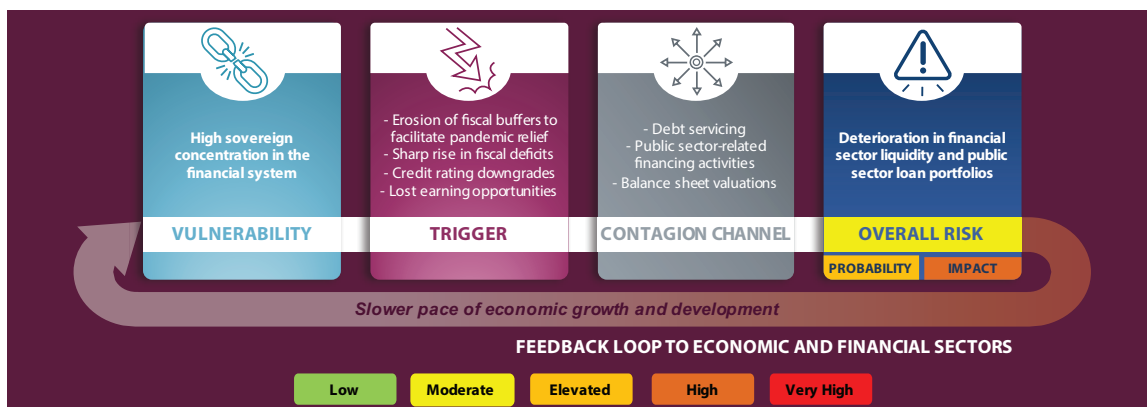 High sovereign
concentration in the
financial system
VULNERABILITY
- Erosion of fiscal buffers to
facilitate pandemic relief
- Sharp rise in fiscal deficits
- Credit rating downgrades
- Lost earning opportunities
TRIGGER
- Debt servicing
- Public sector-related
financing activities
- Balance sheet valuations
CONTAGION CHANNEL
Deterioration in financial
sector liquidity and public
sector loan portfolios
OVERALL RISK
PROBABILITY
IMPACT
Slower pace of economic growth and development
FEEDBACK LOOP TO ECONOMIC AND FINANCIAL SECTORS
Low
Moderate
Elevated
High
Very High